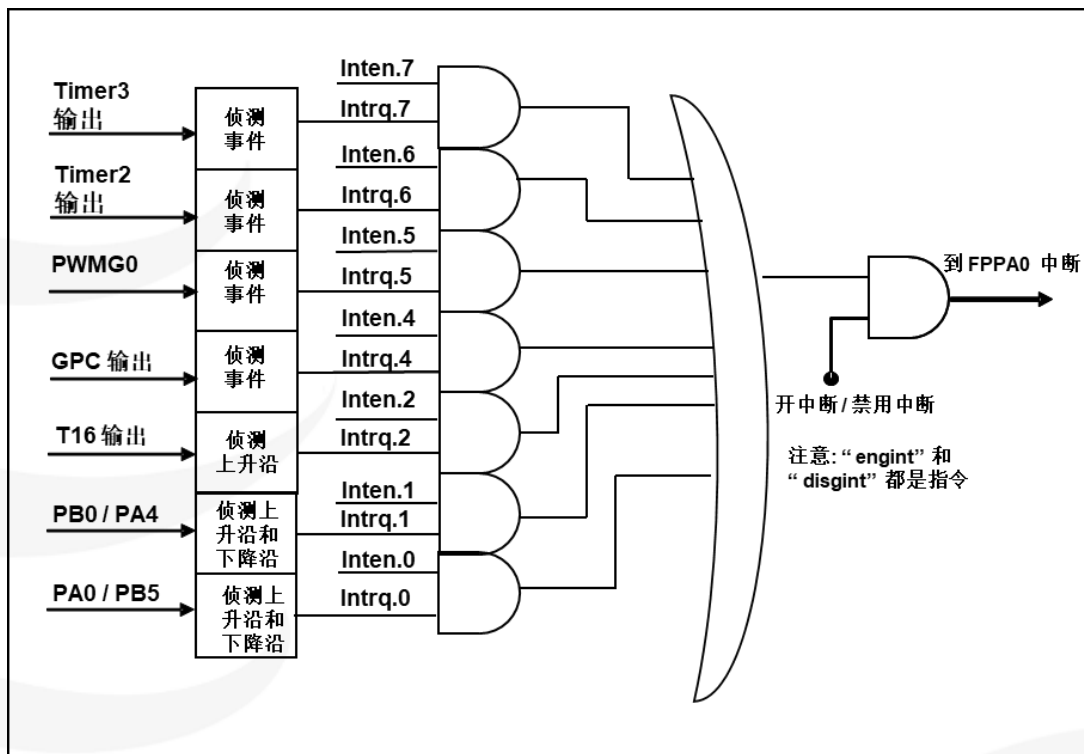 Timer3
输出
Timer2
输出
PWMG0
GPC 输出
T16 输出
PB0 / PA4
PA0 / PB5
侦测
事件
侦测
事件
侦测
事件
侦测
事件
侦测
上升沿
侦测上
升沿和
下降沿
侦测上
升沿和
下降沿
Inten.7
Intrq.7
Inten.6
Intrq.6
Inten.5
Intrq.5
Inten.4
Intrq.4
Inten.2
Intrq.2
Inten.1
Intrq.1
Inten.0
Intrq.0
到 FPPA0 中断
开中断 / 禁用中断
注意: “ engint” 和
“ disgint” 都是指令